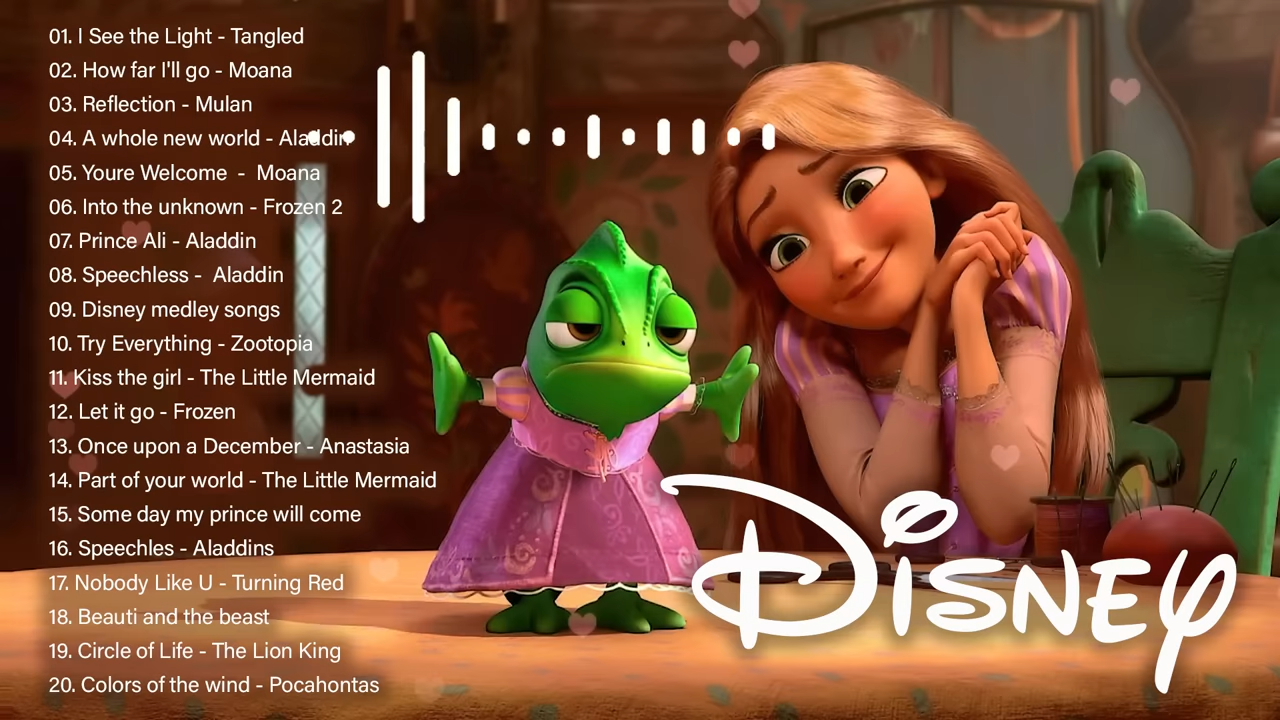 01. I See the Light - Tangled
02. How far I'll go - Moana
03. Reflection - Mulan
04. A whole new world - Aladdin
05. Youre Welcome - Moana
06. Into the unknown - Frozen 2
07. Prince Ali - Aladdin
08. Speechless - Aladdin
09. Disney medley songs
10. Try Everything - Zootopia
11. Kiss the girl - The Little Mermaid
12. Let it go - Frozen
13. Once upon a December - Anastasia
14. Part of your world - The Little Mermaid
15. Some day my prince will come
16. Speechles - Aladdins
17. Nobody Like U - Turning Red
18. Beauti and the beast
19. Circle of Life - The Lion King
20. Colors of the wind - Pocahontas
Disney